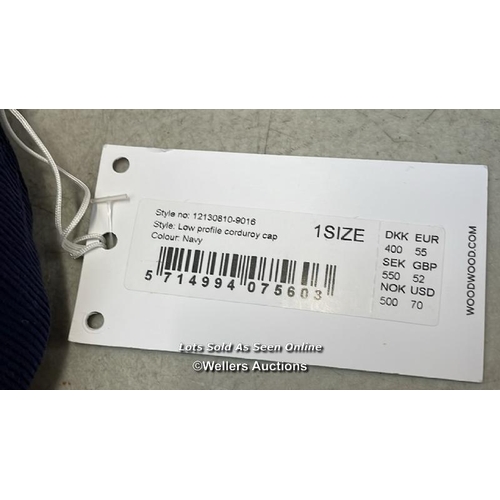 Style no: 12130810-9016
Style: Low profile corduroy cap
Colour: Navy
1SIZE
5 714994 075603
DKK EUR
400 55
SEK GBP
550 52
NOK USD
500 70
WOODWOOD.COM
Lots Sold As Seen Online
©Wellers Auctions